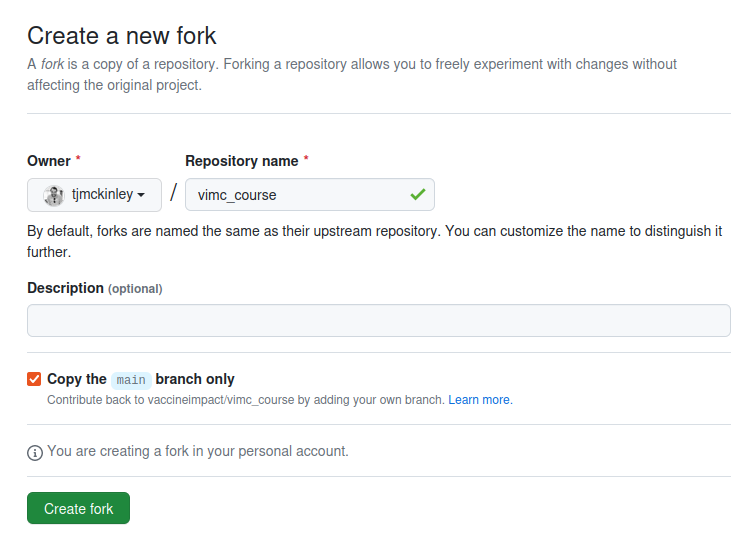 Create a new fork
A fork is a copy of a repository. Forking a repository allows you to freely experiment with changes without
affecting the original project.
Owner * Repository name *
tjmckinley / vimc_course
By default, forks are named the same as their upstream repository. You can customize the name to distinguish it
further.
Description (optional)
Copy the main branch only
Contribute back to vaccineimpact/vimc_course by adding your own branch. Learn more.
You are creating a fork in your personal account.
Create fork